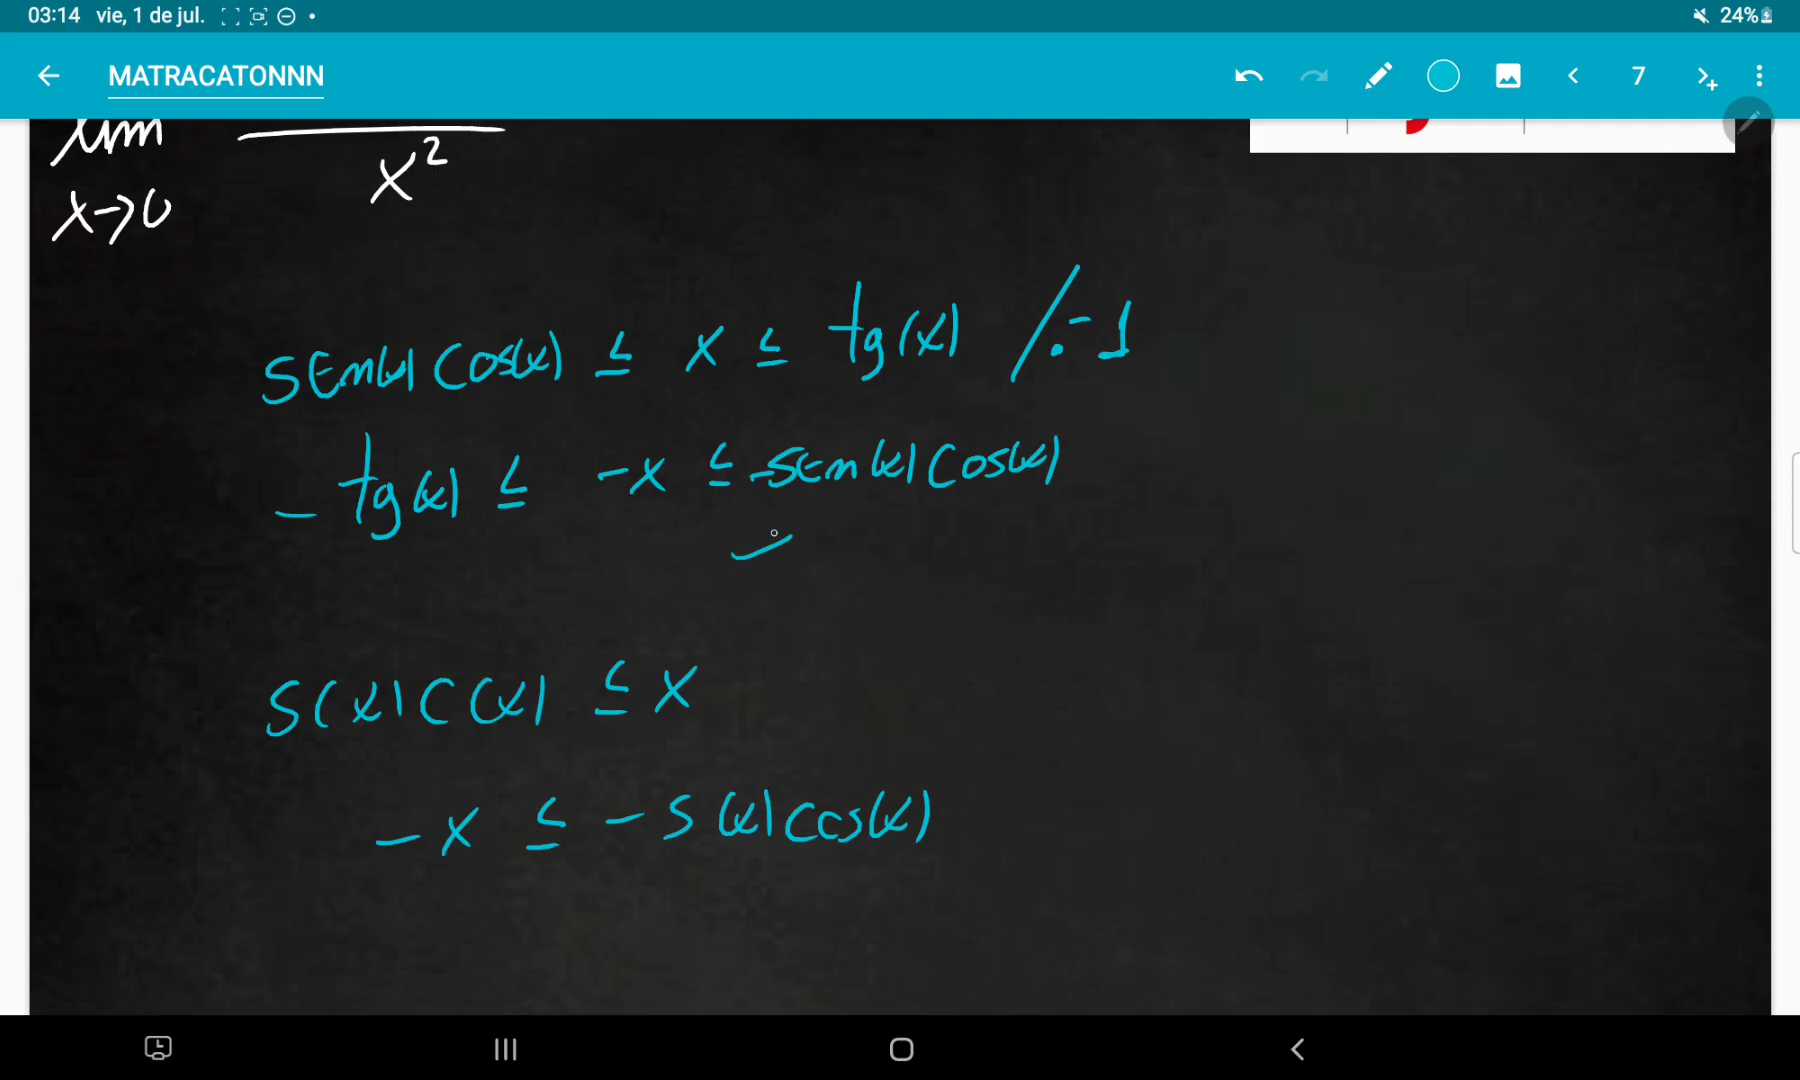 03:14 vie, 1 de jul.
24%
MATRACATONNN
7
lim
x→0
x²
SEn(x) Cos(x) ≤ x ≤ tg(x) /·-1
- tg(x) ≤ -x ≤ -SEn(x) Cos(x)
S(x) C(x) ≤ x
-x ≤ -S(x) Cos(x)